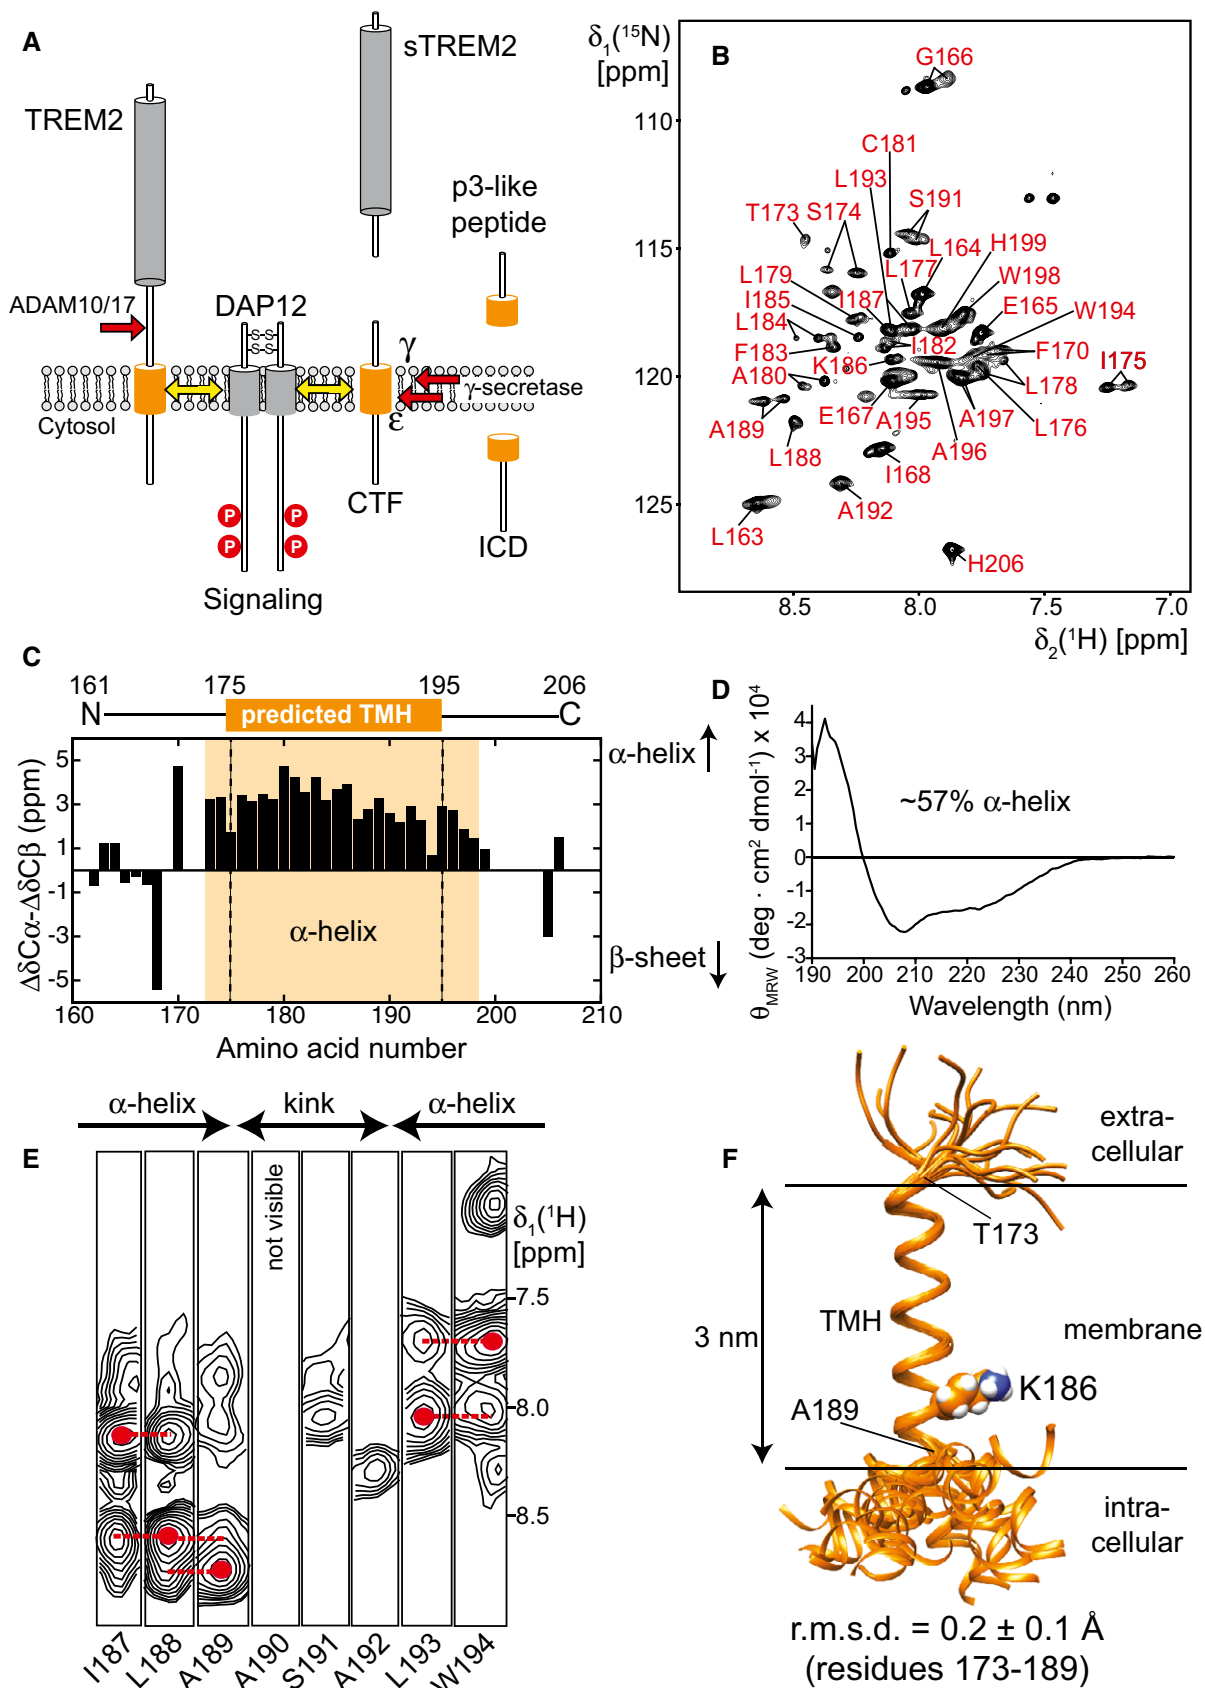 A
sTREM2
TREM2
p3-like
peptide
ADAM10/17
DAP12
S-S
S-S
γ
γ-secretase
ε
Cytosol
CTF
P
P
P
P
ICD
Signaling
B
δ1(15N)
[ppm]
G166
110
C181
L193
T173
S174
S191
115
L164
H199
L179
L177
W198
I185
I187
E165
W194
L184
I182
F183
K186
F170
I175
A180
120
L178
E167
A195
A197
L176
A189
L188
A196
I168
A192
125
L163
H206
8.5
8.0
7.5
7.0
δ2(1H) [ppm]
C
161
175
195
206
N
predicted TMH
C
5
3
1
-1
-3
-5
ΔδCα-ΔδCβ (ppm)
α-helix
α-helix
β-sheet
160
170
180
190
200
210
Amino acid number
D
θMRW (deg · cm2 dmol-1) x 104
4
3
2
1
0
-1
-2
-3
~57% α-helix
190
200
210
220
230
240
250
260
Wavelength (nm)
α-helix
kink
α-helix
E
not visible
δ1(1H)
[ppm]
7.5
8.0
8.5
I187
L188
A189
A190
S191
A192
L193
W194
F
extra-
cellular
T173
3 nm
TMH
membrane
K186
A189
intra-
cellular
r.m.s.d. = 0.2 ± 0.1 Å
(residues 173-189)